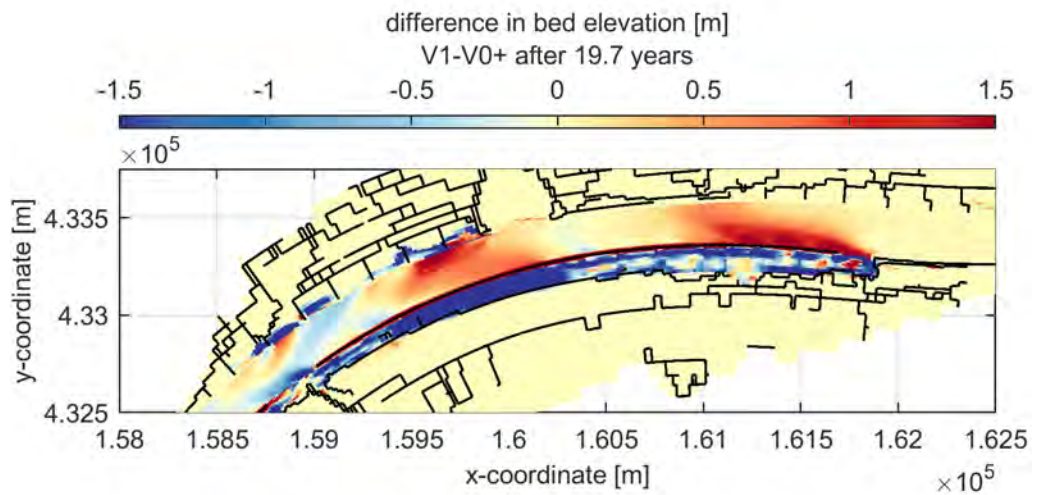 difference in bed elevation [m]
V1-V0+ after 19.7 years
-1.5 -1 -0.5 0 0.5 1 1.5
×10⁵
4.335
4.33
4.325
y-coordinate [m]
1.58 1.585 1.59 1.595 1.6 1.605 1.61 1.615 1.62 1.625
x-coordinate [m]
×10⁵